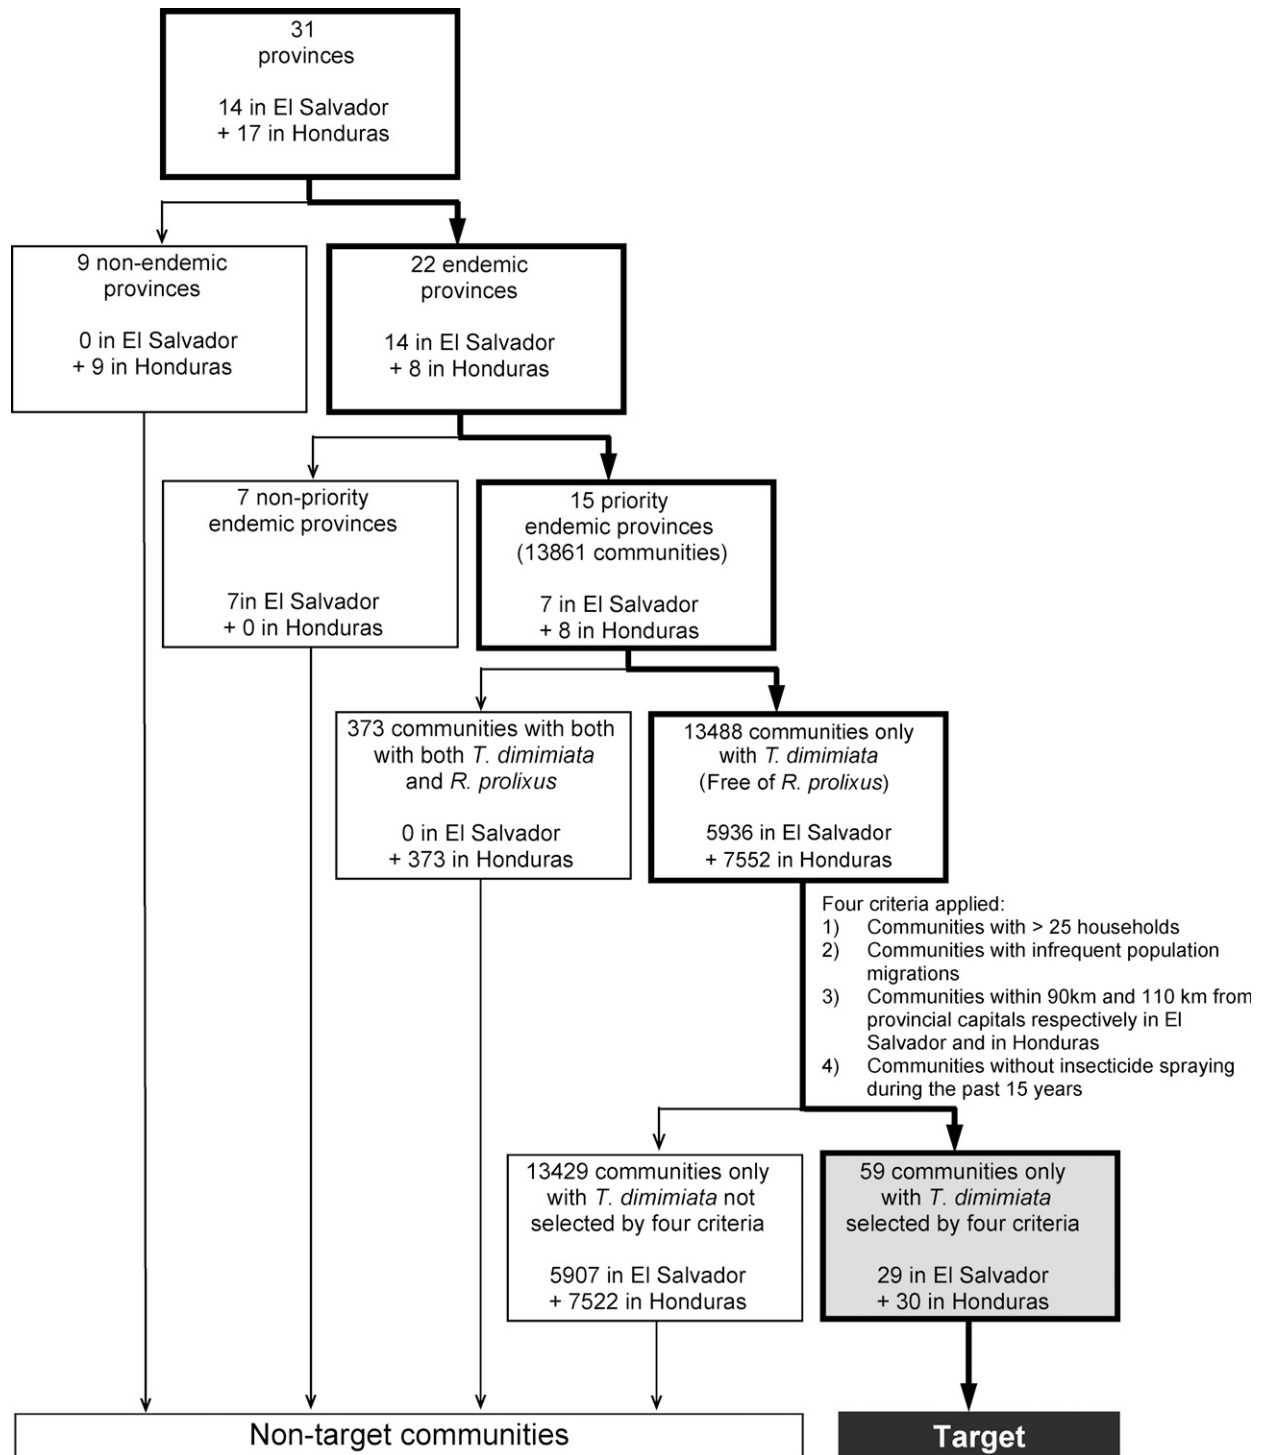 31
provinces
14 in El Salvador
+ 17 in Honduras
9 non-endemic
provinces
0 in El Salvador
+ 9 in Honduras
22 endemic
provinces
14 in El Salvador
+ 8 in Honduras
7 non-priority
endemic provinces
7in El Salvador
+ 0 in Honduras
15 priority
endemic provinces
(13861 communities)
7 in El Salvador
+ 8 in Honduras
373 communities with both
with both T. dimimiata
and R. prolixus
0 in El Salvador
+ 373 in Honduras
13488 communities only
with T. dimimiata
(Free of R. prolixus)
5936 in El Salvador
+ 7552 in Honduras
Four criteria applied:
1) Communities with > 25 households
2) Communities with infrequent population
migrations
3) Communities within 90km and 110 km from
provincial capitals respectively in El
Salvador and in Honduras
4) Communities without insecticide spraying
during the past 15 years
13429 communities only
with T. dimimiata not
selected by four criteria
5907 in El Salvador
+ 7522 in Honduras
59 communities only
with T. dimimiata
selected by four criteria
29 in El Salvador
+ 30 in Honduras
Non-target communities
Target